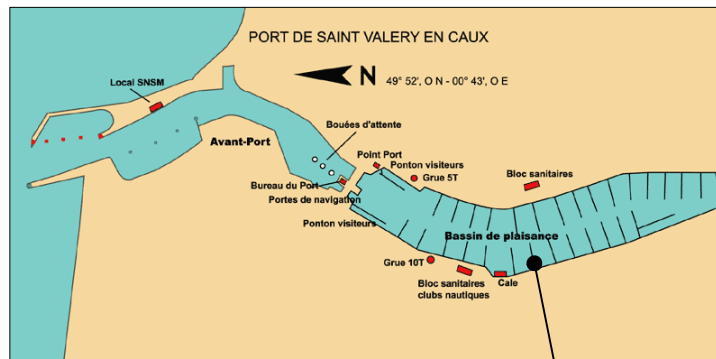 PORT DE SAINT VALERY EN CAUX
N
49° 52', O N - 00° 43', O E
Local SNSM
Bouées d'attente
Avant-Port
Point Port
Ponton visiteurs
Grue 5T
Bloc sanitaires
Bureau du Port
Portes de navigation
Ponton visiteurs
Bassin de plaisance
Grue 10T
Bloc sanitaires
clubs nautiques
Cale